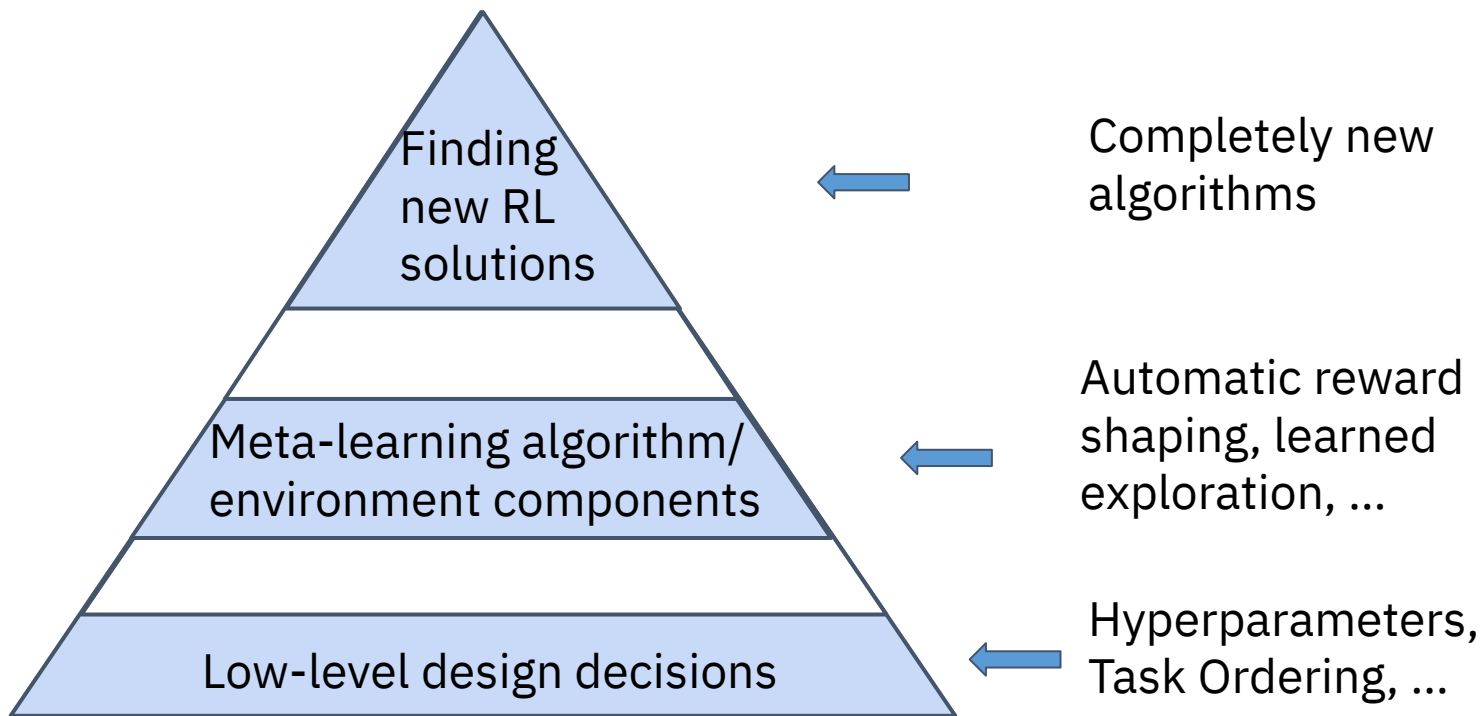 Finding
new RL
solutions
Completely new
algorithms
Meta-learning algorithm/
environment components
Automatic reward
shaping, learned
exploration, ...
Low-level design decisions
Hyperparameters,
Task Ordering, ...